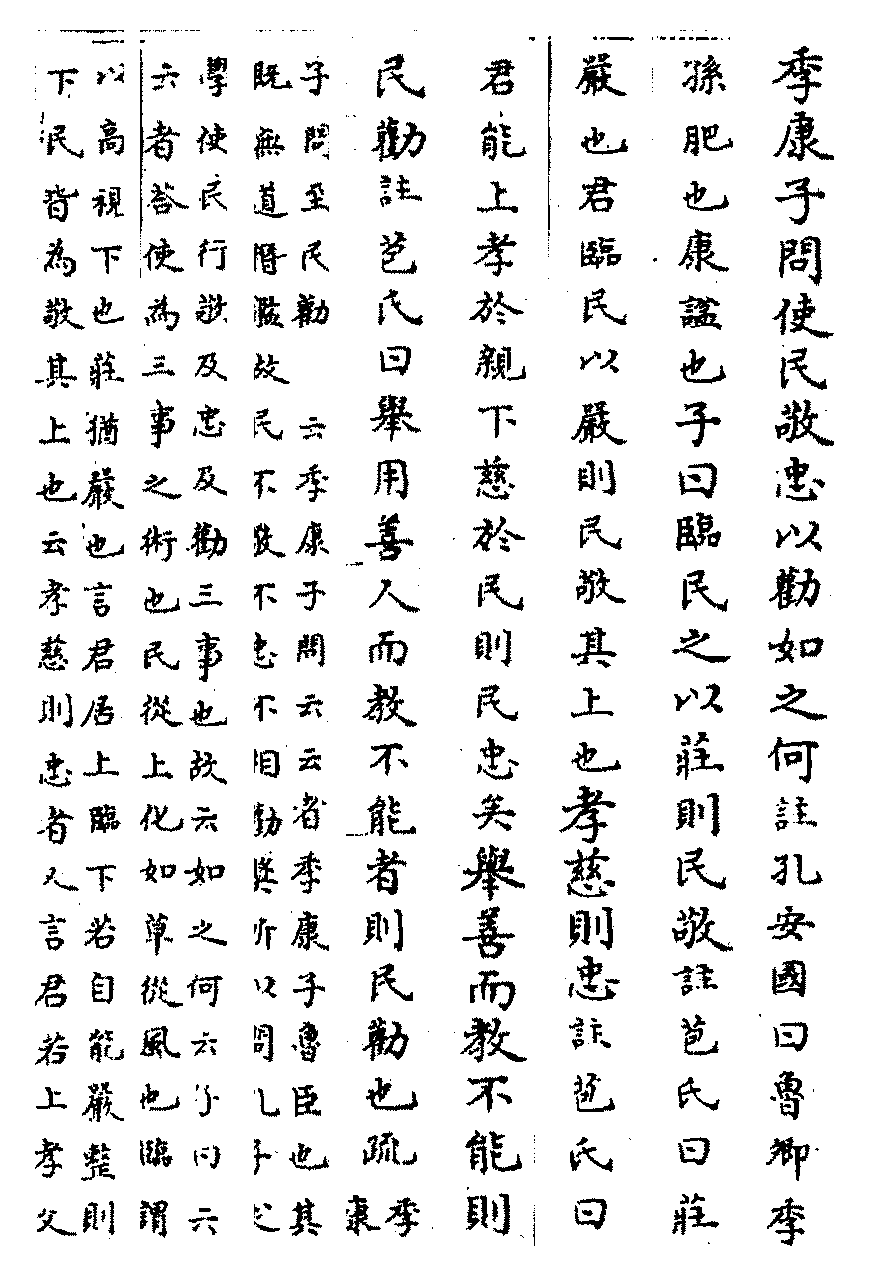 季康子問使民敬忠以勸如之何註孔安國曰魯卿季
孫肥也康謚也子曰臨民之以莊則民敬註苞氏曰莊
嚴也君臨民以嚴則民敬其上也孝慈則忠註苞氏曰
君能上孝於親下慈於民則民忠矣舉善而教不能則
民勸註苞氏曰舉用善人而教不能者則民勸也疏季
康
子問至民勸 云季康子問云云者季康子魯臣也其
既無道僭濫故民不敬不忠不相勸奨所以問孔子求
學使民行敬及忠及勸三事也故云如之何云子曰云
云者荅使為三事之術也民從上化如草從風也臨謂
以高視下也莊猶嚴也言君居上臨下若自能嚴整則
下民皆為敬其上也云孝慈則忠者又言君若上孝父